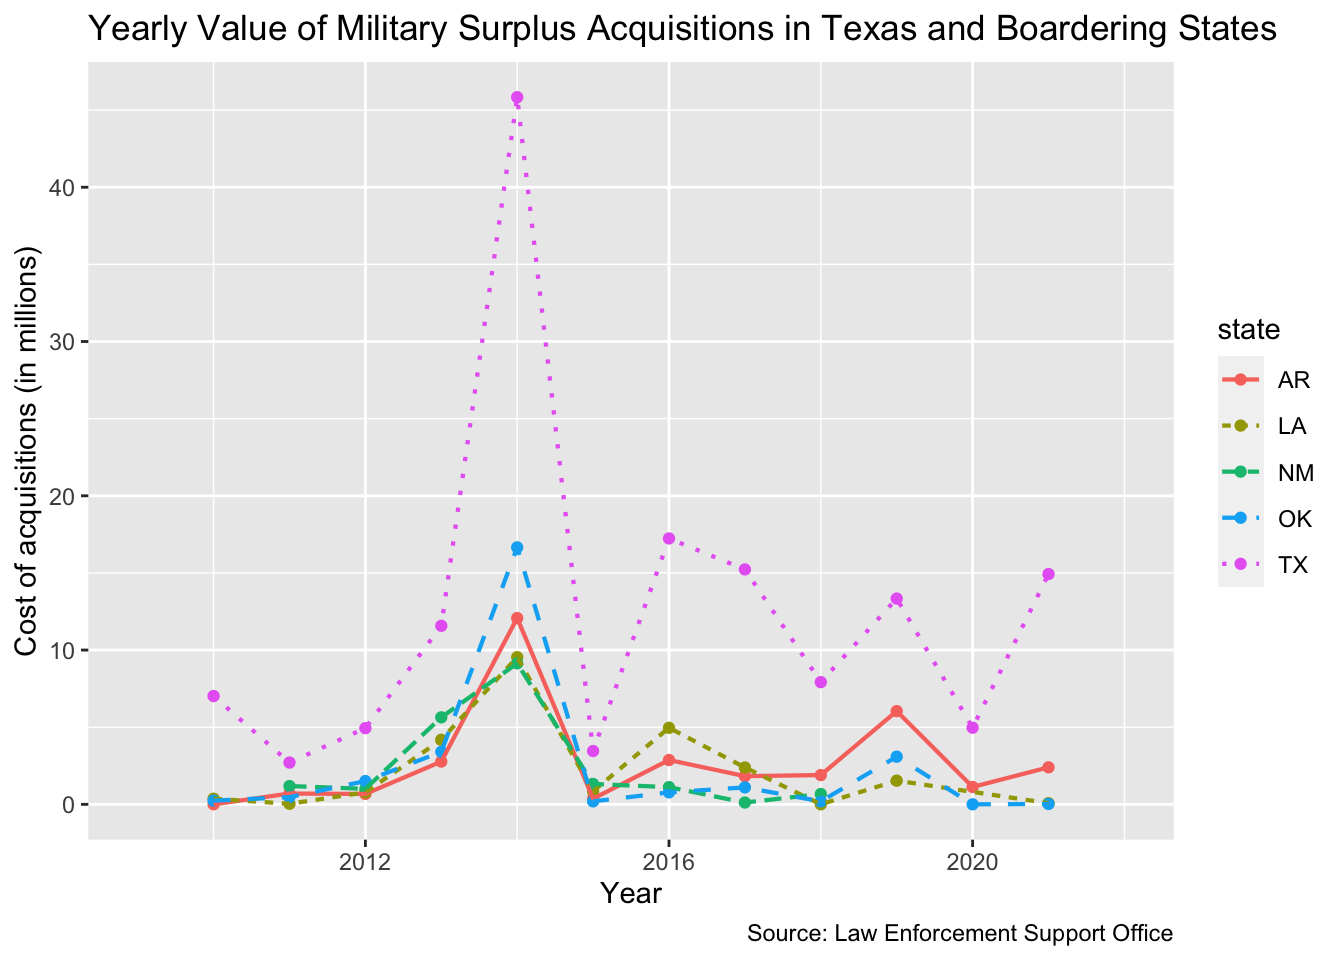 Yearly Value of Military Surplus Acquisitions in Texas and Boardering States
Cost of acquisitions (in millions)
40
30
20
10
0
2012
2016
2020
Year
state
AR
LA
NM
OK
TX
Source: Law Enforcement Support Office